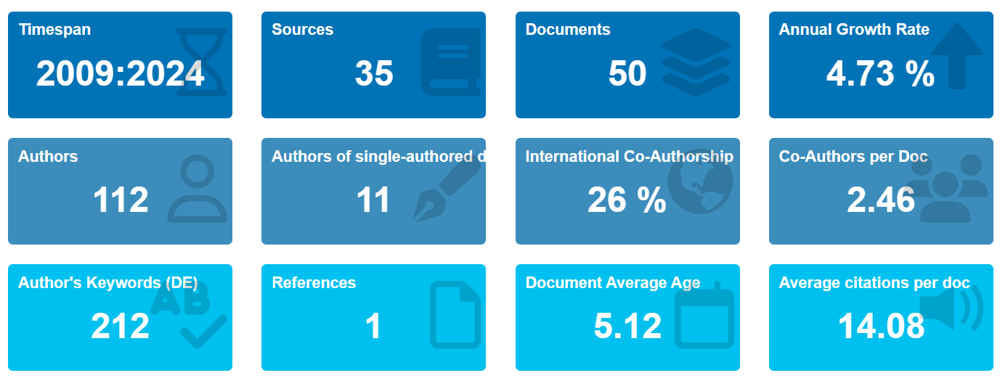 Timespan
2009:2024
Sources
35
Documents
50
Annual Growth Rate
4.73 %
Authors
112
Authors of single-authored d
11
International Co-Authorship
26 %
Co-Authors per Doc
2.46
Author's Keywords (DE)
212
AB
References
1
Document Average Age
5.12
Average citations per doc
14.08